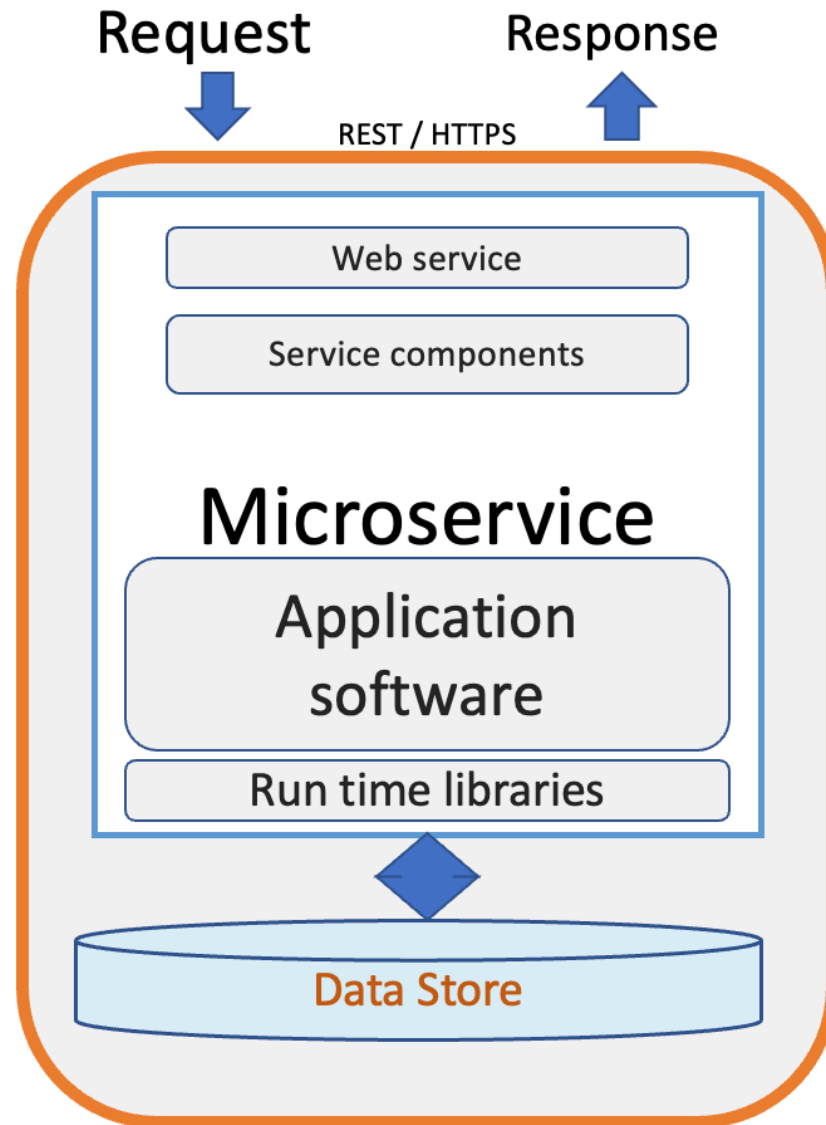 Request
Response
REST / HTTPS
Web service
Service components
Microservice
Application
software
Run time libraries
Data Store